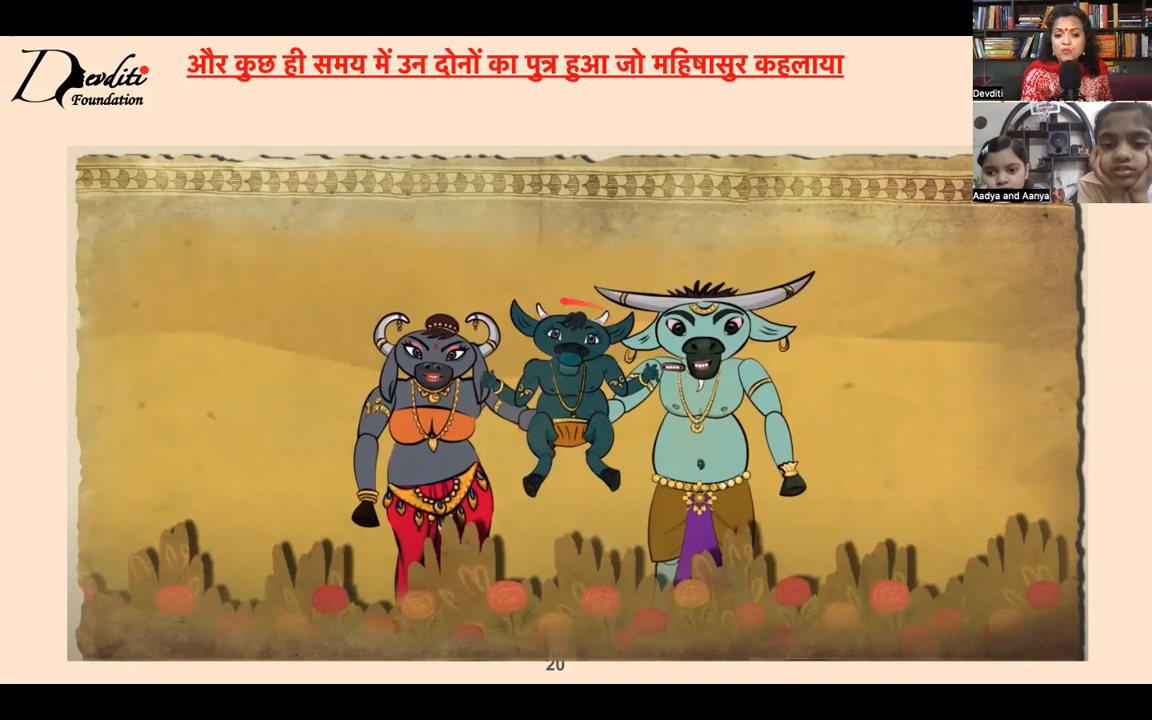 Devditi
Foundation
और कुछ ही समय में उन दोनों का पुत्र हुआ जो महिषासुर कहलाया
Devditi
Aadya and Aanya
20